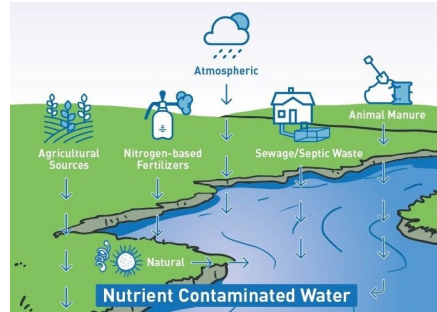 Atmospheric
Animal Manure
Agricultural
Sources
Nitrogen-based
Fertilizers
Sewage/Septic Waste
Natural
Nutrient Contaminated Water